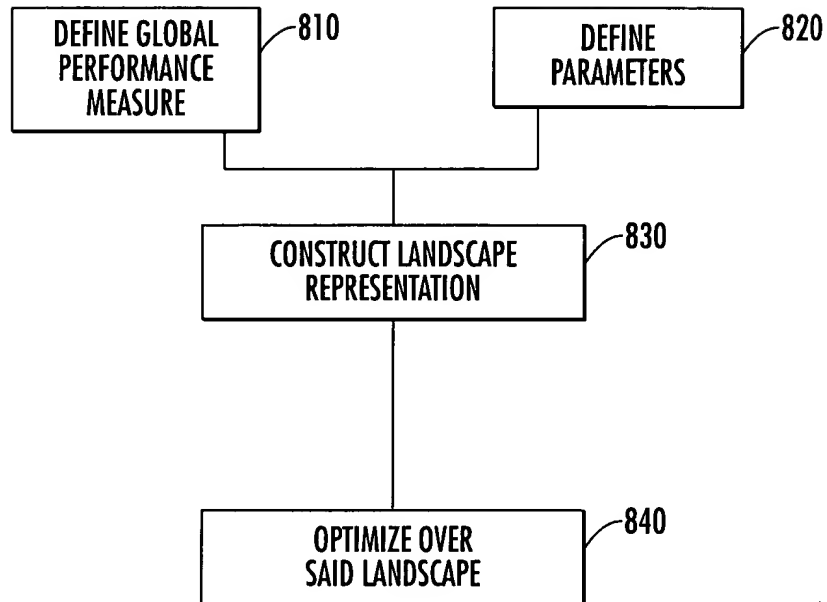 DEFINE GLOBAL
PERFORMANCE
MEASURE
810
DEFINE
PARAMETERS
820
CONSTRUCT LANDSCAPE
REPRESENTATION
830
OPTIMIZE OVER
SAID LANDSCAPE
840